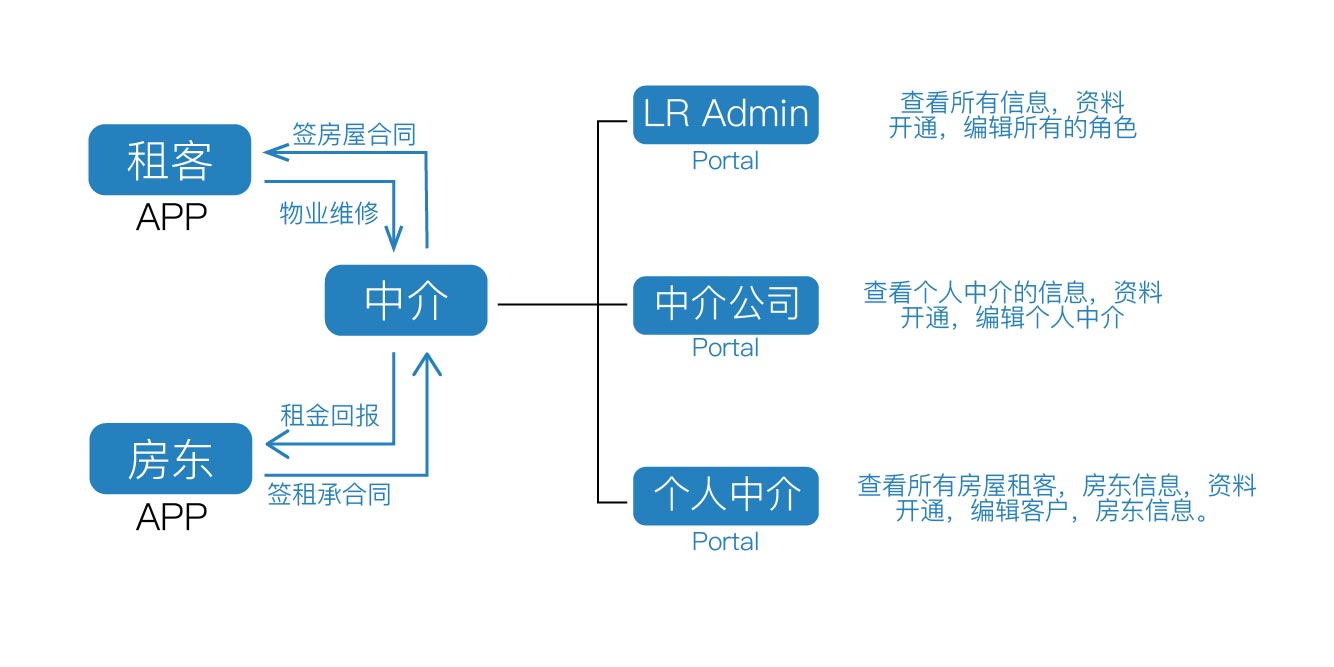 租客
APP
签房屋合同
物业维修
中介
租金回报
签租承合同
房东
APP
LR Admin
Portal
查看所有信息，资料
开通，编辑所有的角色
中介公司
Portal
查看个人中介的信息，资料
开通，编辑个人中介
个人中介
Portal
查看所有房屋租客，房东信息，资料
开通，编辑客户，房东信息。